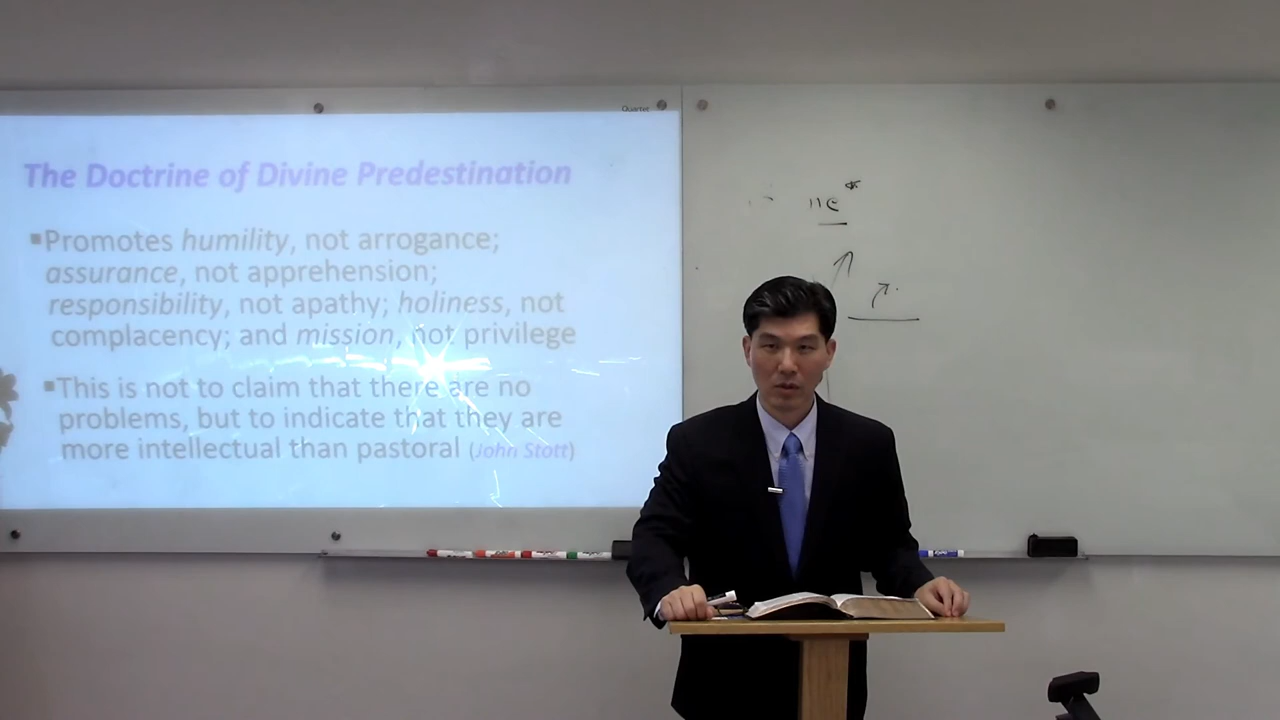 Quartet
The Doctrine of Divine Predestination
▪Promotes humility, not arrogance;
assurance, not apprehension;
responsibility, not apathy; holiness, not
complacency; and mission, not privilege
▪This is not to claim that there are no
problems, but to indicate that they are
more intellectual than pastoral (John Stott)